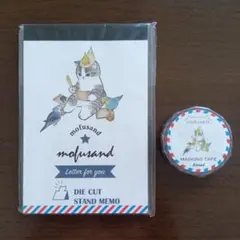 mofusand
mofusand
Letter for you
DIE CUT
STAND MEMO
MASKING TAPE